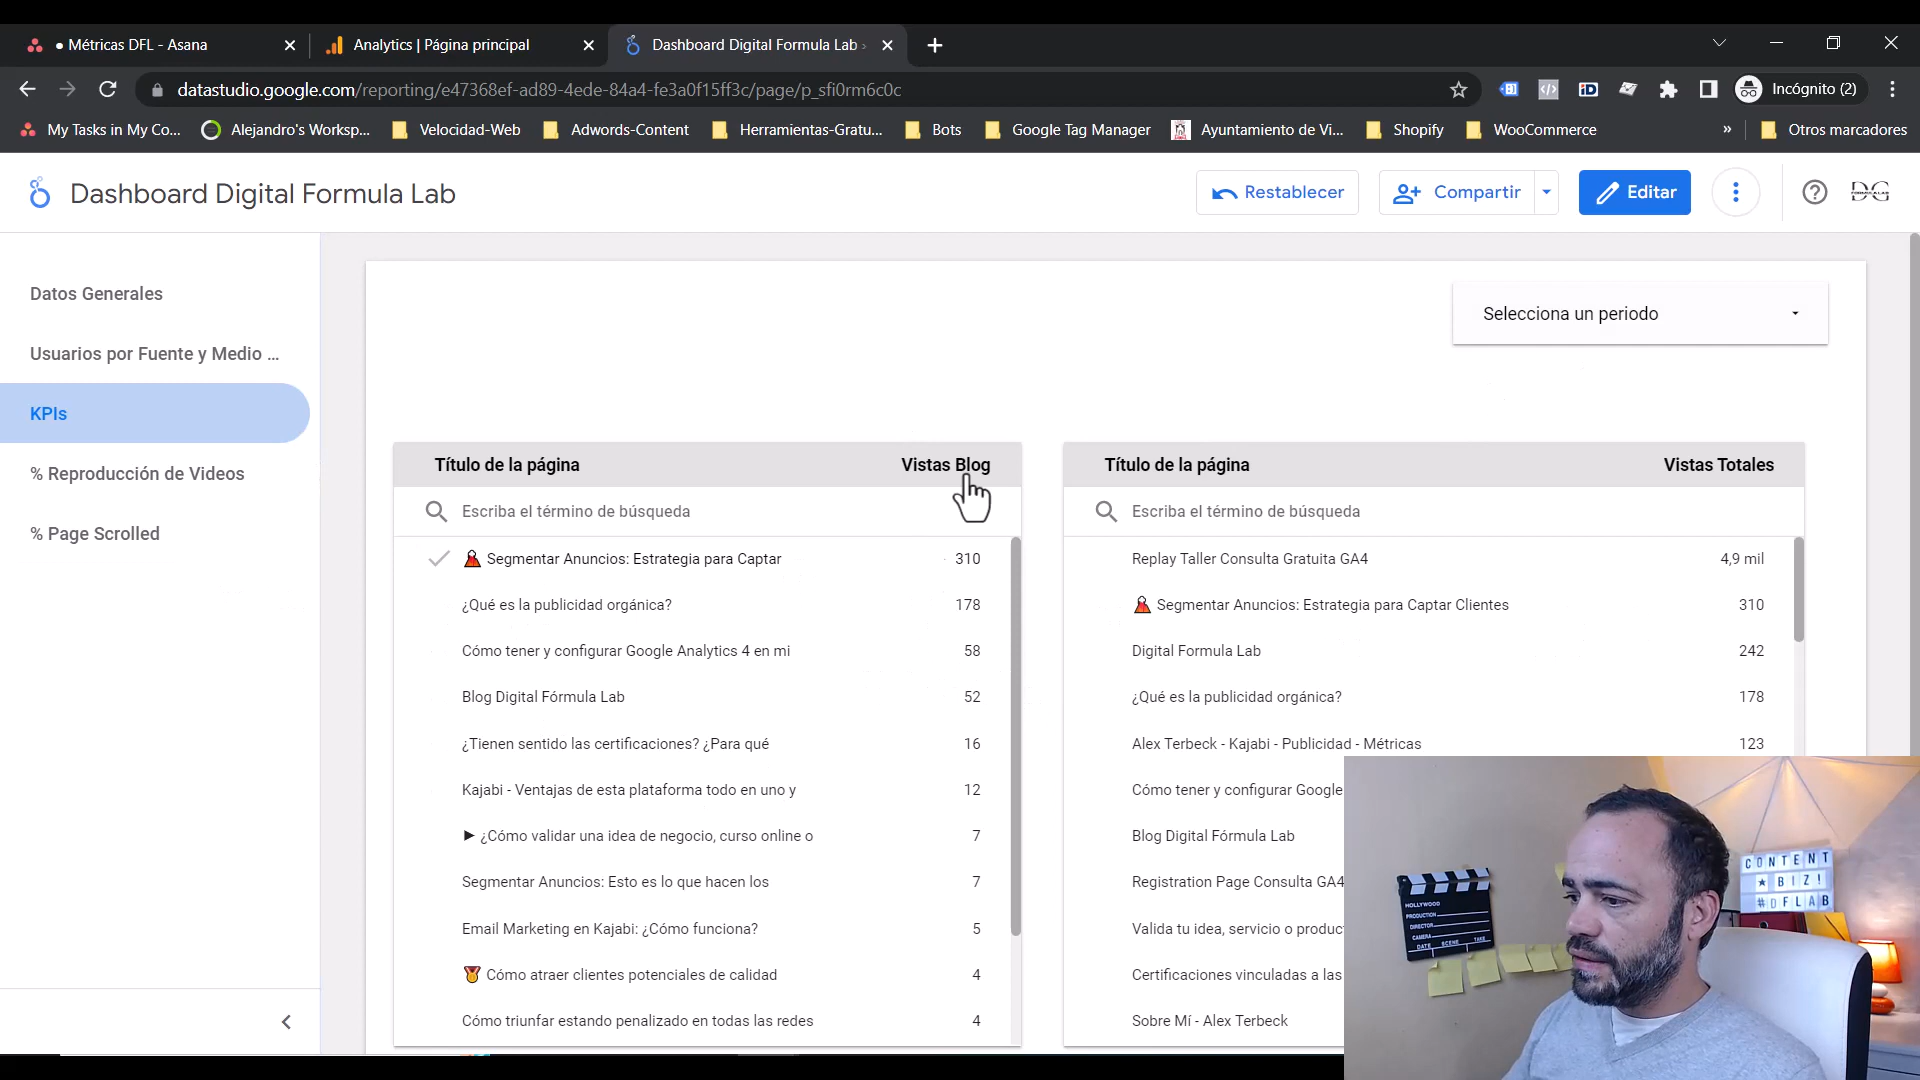 ● Métricas DFL - Asana
Analytics | Página principal
Dashboard Digital Formula Lab
datastudio.google.com/reporting/e47368ef-ad89-4ede-84a4-fe3a0f15ff3c/page/p_sfi0rm6c0c
Incógnito (2)
My Tasks in My Co...
Alejandro's Worksp...
Velocidad-Web
Adwords-Content
Herramientas-Gratu...
Bots
Google Tag Manager
Ayuntamiento de Vi...
Shopify
WooCommerce
»
Otros marcadores
Dashboard Digital Formula Lab
Restablecer
Compartir
Editar
Datos Generales
Usuarios por Fuente y Medio ...
KPIs
% Reproducción de Videos
% Page Scrolled
Selecciona un periodo
Título de la página Vistas Blog
Escriba el término de búsqueda
Segmentar Anuncios: Estrategia para Captar 310
¿Qué es la publicidad orgánica? 178
Cómo tener y configurar Google Analytics 4 en mi 58
Blog Digital Fórmula Lab 52
¿Tienen sentido las certificaciones? ¿Para qué 16
Kajabi - Ventajas de esta plataforma todo en uno y 12
► ¿Cómo validar una idea de negocio, curso online o 7
Segmentar Anuncios: Esto es lo que hacen los 7
Email Marketing en Kajabi: ¿Cómo funciona? 5
Cómo atraer clientes potenciales de calidad 4
Cómo triunfar estando penalizado en todas las redes 4
Título de la página Vistas Totales
Escriba el término de búsqueda
Replay Taller Consulta Gratuita GA4 4,9 mil
Segmentar Anuncios: Estrategia para Captar Clientes 310
Digital Formula Lab 242
¿Qué es la publicidad orgánica? 178
Alex Terbeck - Kajabi - Publicidad - Métricas 123
Cómo tener y configurar Google
Blog Digital Fórmula Lab
Registration Page Consulta GA4
Valida tu idea, servicio o produc
Certificaciones vinculadas a las
Sobre Mí - Alex Terbeck
HOLLYWOOD
PRODUCTION
DIRECTOR
CAMERA
DATE SCENE TAKE
CONTENT
★ BIZ!
#DFLAB